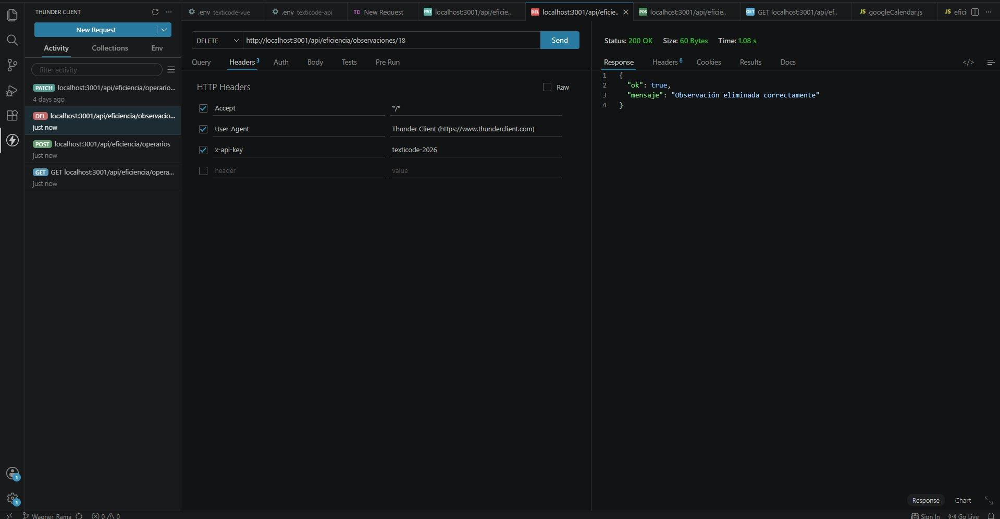 THUNDER CLIENT
New Request
Activity Collections Env
filter activity
PATCH localhost:3001/api/eficiencia/operario...
4 days ago
DEL localhost:3001/api/eficiencia/observacio...
just now
POST localhost:3001/api/eficiencia/operarios
just now
GET GET localhost:3001/api/eficiencia/opera...
just now
.env texticode-vue
.env texticode-api
TC New Request
PAT localhost:3001/api/eficie..
DEL localhost:3001/api/eficie..
POS localhost:3001/api/eficie..
GET GET localhost:3001/api/ef..
JS googleCalendar.js
JS efici
DELETE http://localhost:3001/api/eficiencia/observaciones/18 Send
Query Headers 3 Auth Body Tests Pre Run
HTTP Headers Raw
Accept */*
User-Agent Thunder Client (https://www.thunderclient.com)
x-api-key texticode-2026
header value
Status: 200 OK Size: 60 Bytes Time: 1.08 s
Response Headers 8 Cookies Results Docs </>
1 {
2 "ok": true,
3 "mensaje": "Observación eliminada correctamente"
4 }
Response Chart
1
1
Wagner_Rama 0 0
Sign In Go Live